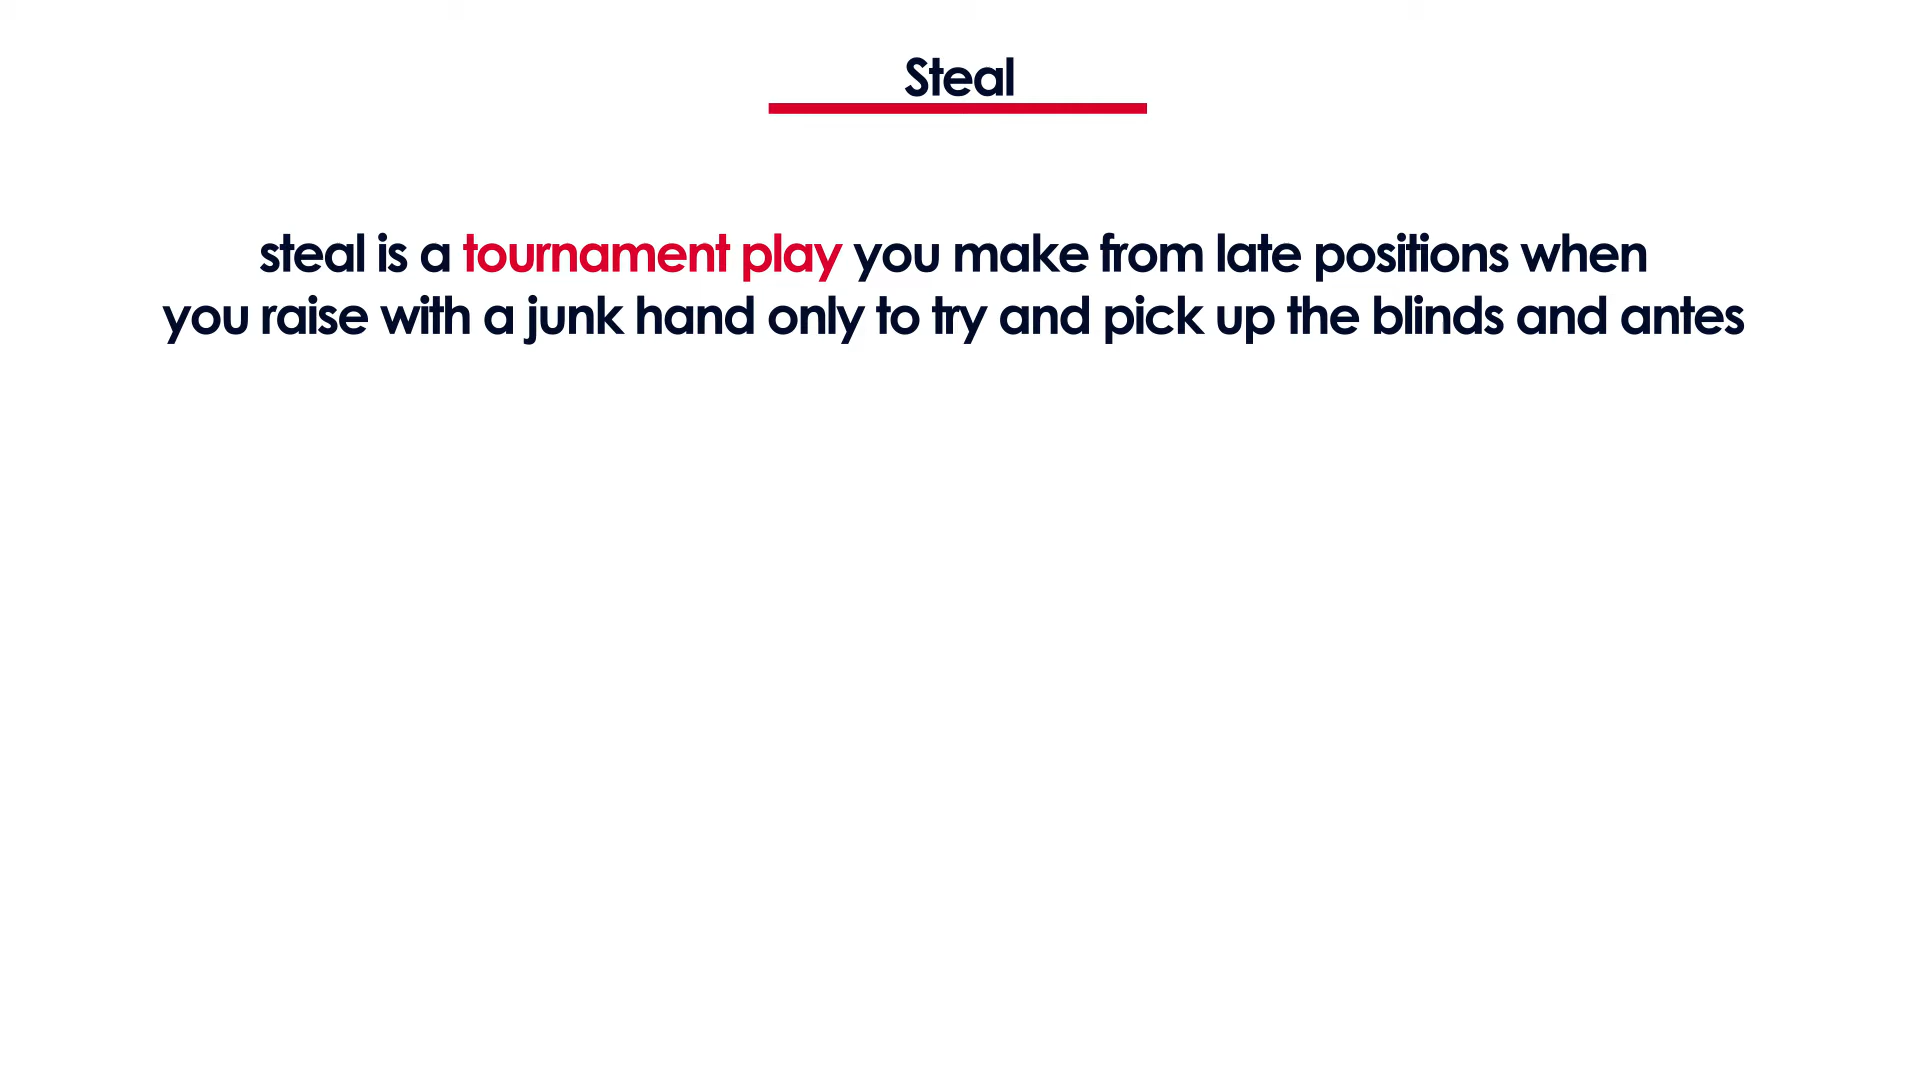 Steal
steal is a tournament play you make from late positions when
you raise with a junk hand only to try and pick up the blinds and antes